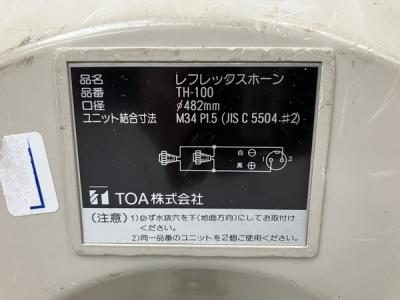 品名 レフレックスホーン
品番 TH-100
口径 φ482mm
ユニット結合寸法 M34 P1.5 (JIS C 5504 #2)
白 ⊖ 1 2
黒 ⊕
TOA株式会社
(注意) 1)必ず水抜穴を下(地面方向)にしてお取付け
ください。
2)同一品番のユニットを2個ご使用ください。